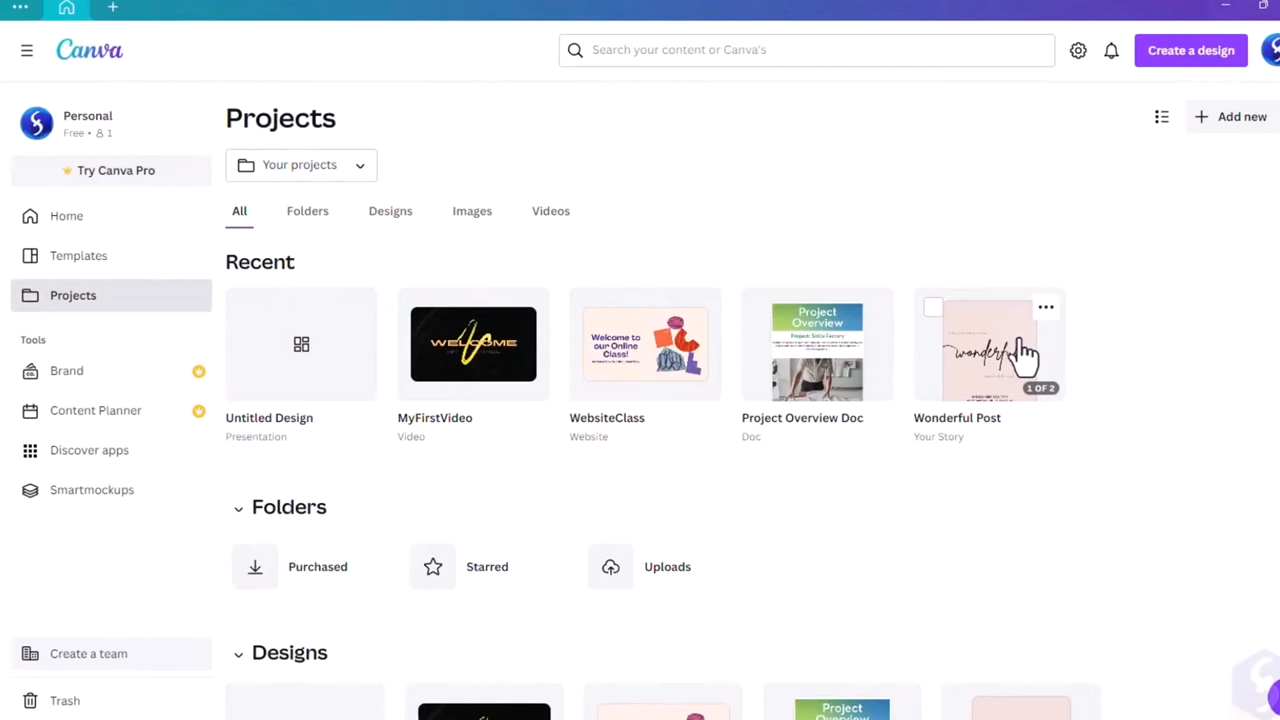 Canva
Search your content or Canva's
Create a design
Personal
Free • 1
Try Canva Pro
Home
Templates
Projects
Tools
Brand
Content Planner
Discover apps
Smartmockups
Create a team
Trash
Projects
Add new
Your projects
All
Folders
Designs
Images
Videos
Recent
WELCOME
Welcome to
our Online
Class!
Project
Overview
Project: Skills Factory
wonderful
1 OF 2
Untitled Design
Presentation
MyFirstVideo
Video
WebsiteClass
Website
Project Overview Doc
Doc
Wonderful Post
Your Story
Folders
Purchased
Starred
Uploads
Designs
Project
Overview